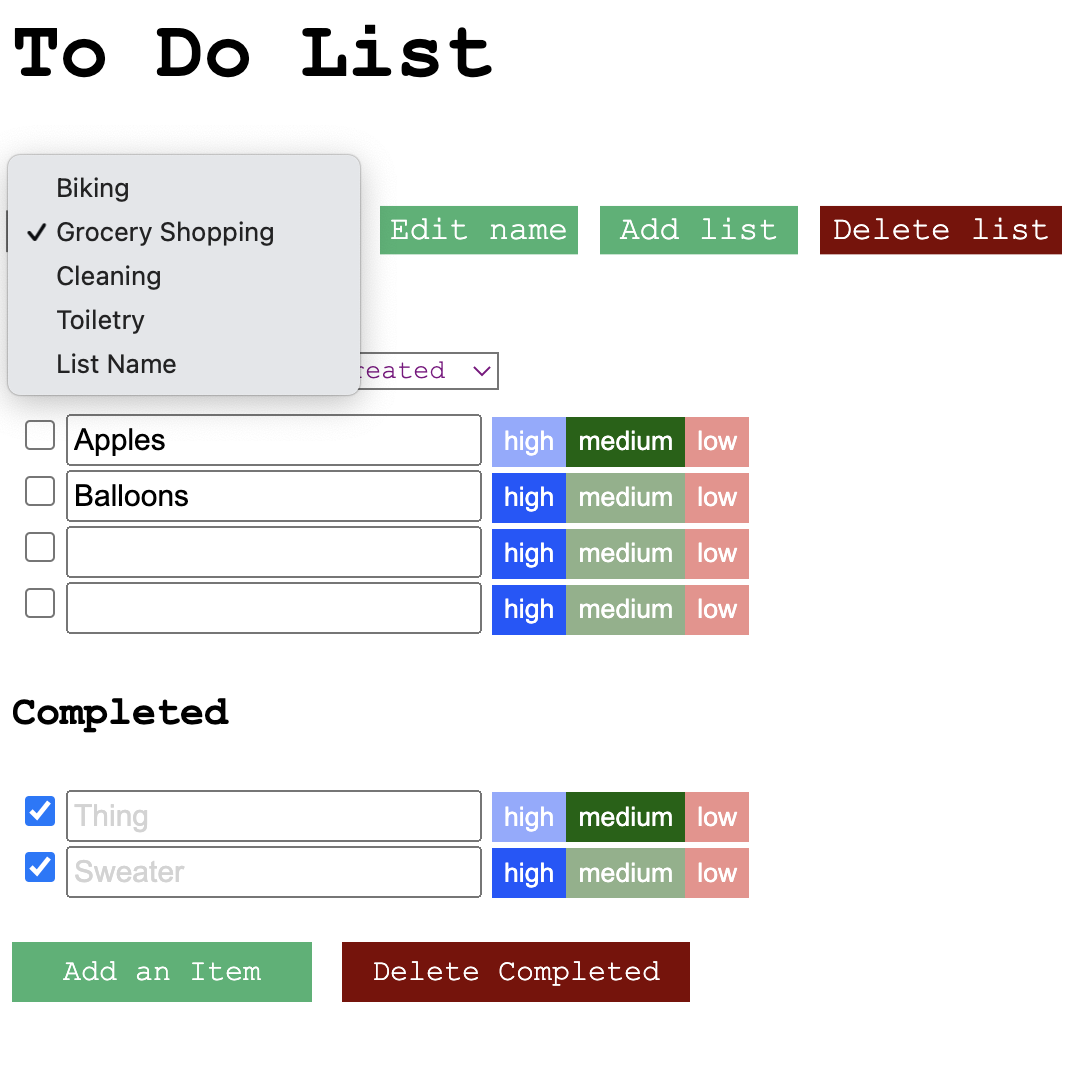 To Do List
Biking
✓ Grocery Shopping
Edit name Add list Delete list
Cleaning
Toiletry
List Name
reated
Apples high medium low
Balloons high medium low
high medium low
high medium low
Completed
Thing high medium low
Sweater high medium low
Add an Item Delete Completed